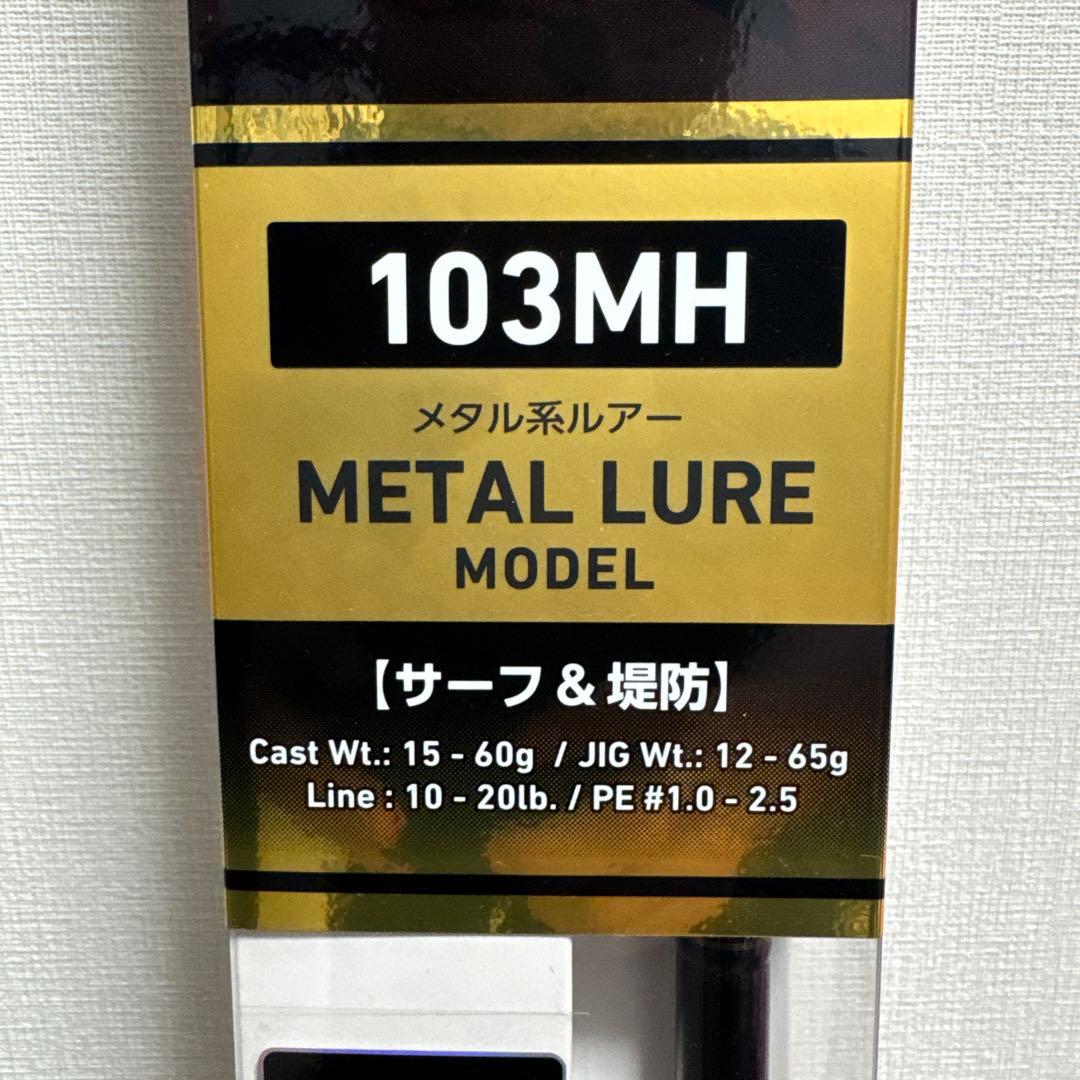 103MH
メタル系ルアー
METAL LURE
MODEL
【サーフ & 堤防】
Cast Wt.: 15 - 60g / JIG Wt.: 12 - 65g
Line : 10 - 20lb. / PE #1.0 - 2.5